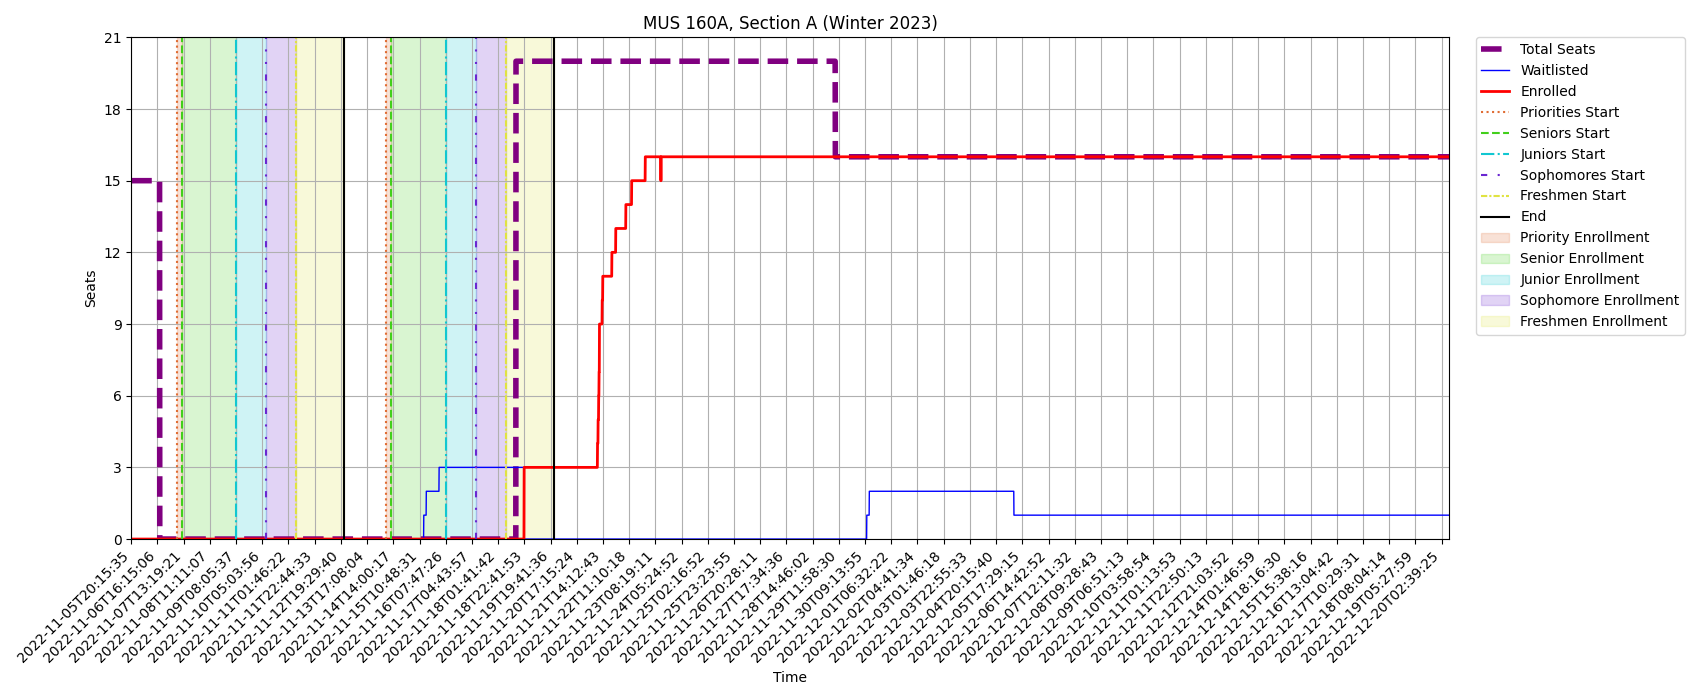 MUS 160A, Section A (Winter 2023)
21
18
15
12
9
6
3
0
Seats
2022-11-05T20:15:35
2022-11-06T16:15:06
2022-11-07T13:19:21
2022-11-08T11:11:07
2022-11-09T08:05:37
2022-11-10T05:03:56
2022-11-11T01:46:22
2022-11-11T22:44:33
2022-11-12T19:29:40
2022-11-13T17:08:04
2022-11-14T14:00:17
2022-11-15T10:48:31
2022-11-16T07:47:26
2022-11-17T04:43:57
2022-11-18T01:41:42
2022-11-18T22:41:53
2022-11-19T19:41:36
2022-11-20T17:15:24
2022-11-21T14:12:43
2022-11-22T11:10:18
2022-11-23T08:19:11
2022-11-24T05:24:52
2022-11-25T02:16:52
2022-11-25T23:23:55
2022-11-26T20:28:11
2022-11-27T17:34:36
2022-11-28T14:46:02
2022-11-29T11:58:30
2022-11-30T09:13:55
2022-12-01T06:32:22
2022-12-02T04:41:34
2022-12-03T01:46:18
2022-12-03T22:55:33
2022-12-04T20:15:40
2022-12-05T17:29:15
2022-12-06T14:42:52
2022-12-07T12:11:32
2022-12-08T09:28:43
2022-12-09T06:51:13
2022-12-10T03:58:54
2022-12-11T01:13:53
2022-12-11T22:50:13
2022-12-12T21:03:52
2022-12-14T01:46:59
2022-12-14T18:16:30
2022-12-15T15:38:16
2022-12-16T13:04:42
2022-12-17T10:29:31
2022-12-18T08:04:14
2022-12-19T05:27:59
2022-12-20T02:39:25
Time
Total Seats
Waitlisted
Enrolled
Priorities Start
Seniors Start
Juniors Start
Sophomores Start
Freshmen Start
End
Priority Enrollment
Senior Enrollment
Junior Enrollment
Sophomore Enrollment
Freshmen Enrollment